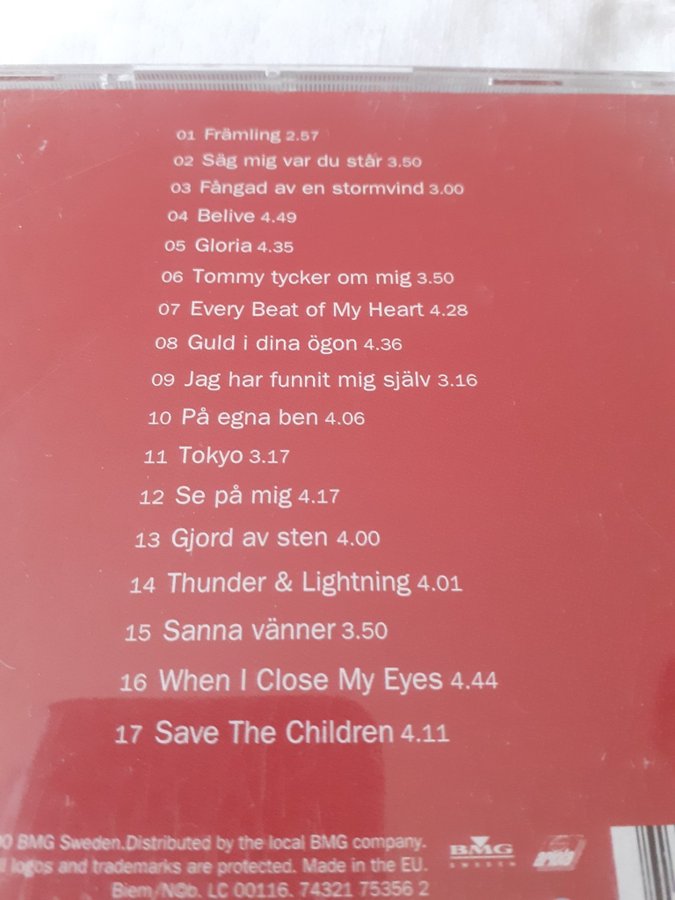 01 Främling 2.57
02 Säg mig var du står 3.50
03 Fångad av en stormvind 3.00
04 Belive 4.49
05 Gloria 4.35
06 Tommy tycker om mig 3.50
07 Every Beat of My Heart 4.28
08 Guld i dina ögon 4.36
09 Jag har funnit mig själv 3.16
10 På egna ben 4.06
11 Tokyo 3.17
12 Se på mig 4.17
13 Gjord av sten 4.00
14 Thunder & Lightning 4.01
15 Sanna vänner 3.50
16 When I Close My Eyes 4.44
17 Save The Children 4.11
BMG Sweden.Distributed by the local BMG company.
logos and trademarks are protected. Made in the EU.
Biem/N©b. LC 00116. 74321 75356 2
BMG
SWEDEN